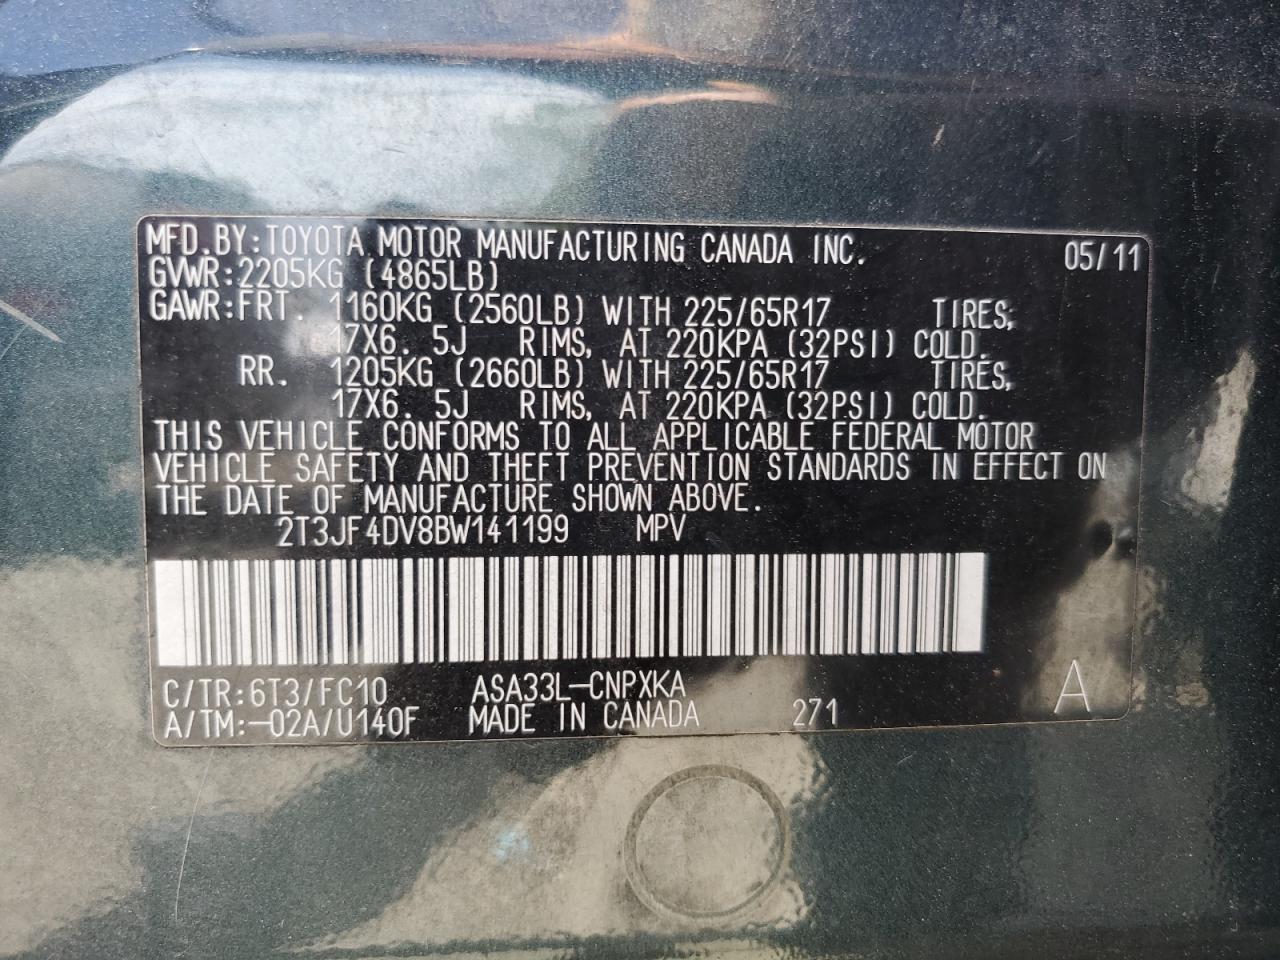 MFD.BY:TOYOTA MOTOR MANUFACTURING CANADA INC. 05/11
GVWR:2205KG (4865LB)
GAWR:FRT. 1160KG (2560LB) WITH 225/65R17 TIRES,
17X6.5J RIMS, AT 220KPA (32PSI) COLD.
RR. 1205KG (2660LB) WITH 225/65R17 TIRES,
17X6.5J RIMS, AT 220KPA (32PSI) COLD.
THIS VEHICLE CONFORMS TO ALL APPLICABLE FEDERAL MOTOR
VEHICLE SAFETY AND THEFT PREVENTION STANDARDS IN EFFECT ON
THE DATE OF MANUFACTURE SHOWN ABOVE.
2T3JF4DV8BW141199 MPV
C/TR:6T3/FC10 ASA33L-CNPXKA
A/TM:-02A/U140F MADE IN CANADA 271 A